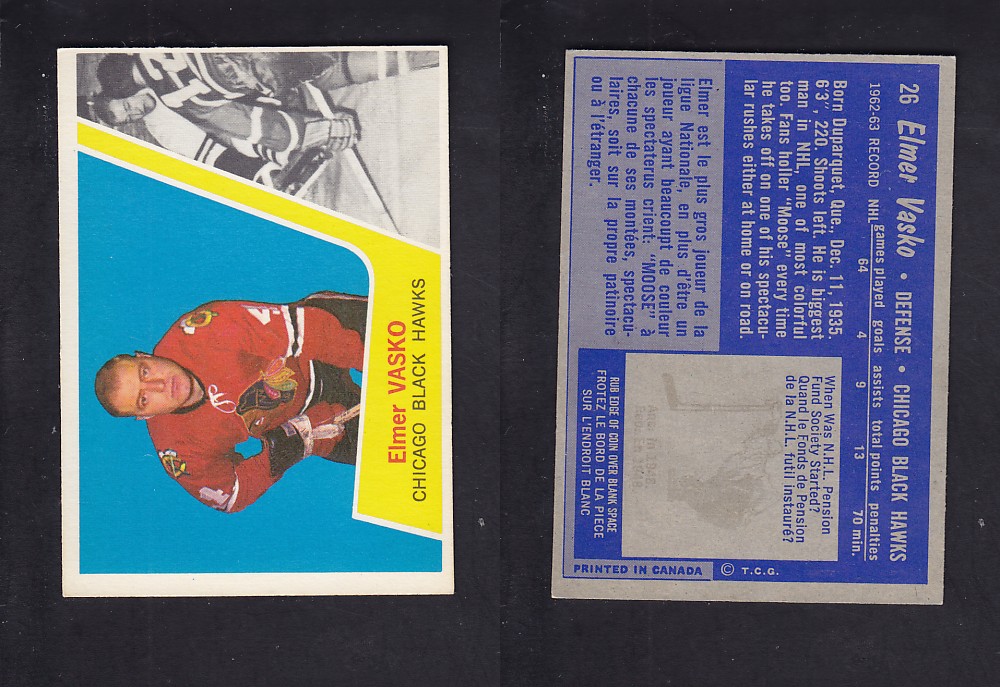 Elmer VASKO
CHICAGO BLACK HAWKS
26 Elmer Vasko • DEFENSE • CHICAGO BLACK HAWKS
1962-63 RECORD NHL games played goals assists total points penalties
64 4 9 13 70 min.
Born Duparquet, Que., Dec. 11, 1935.
6'3", 220. Shoots left. He is biggest
man in NHL, one of most colorful
too. Fans holler "Moose" every time
he takes off on one of his spectacu-
lar rushes either at home or on road.
Elmer est le plus gros joueur de la
ligue Nationale, en plus d'être un
joueur ayant beaucoup de couleur
les spectaterus crient: "MOOSE" à
chacune de ses montées, spectacu-
laires, soit sur la propre patinoire
ou à l'étranger.
When Was N.H.L. Pension
Fund Society Started?
Quand le Fonds de Pension
de la N.H.L. futil instauré?
RUB EDGE OF COIN OVER BLANK SPACE
FROTEZ LE BORD DE LA PIECE
SUR L'ENDROIT BLANC
PRINTED IN CANADA © T.C.G.